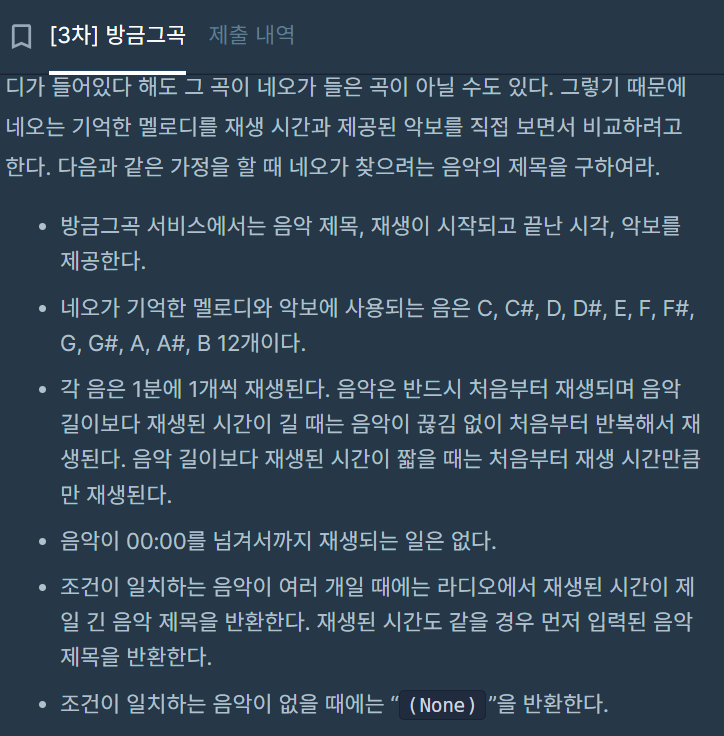 [3차] 방금그곡 제출 내역
디가 들어있다 해도 그 곡이 네오가 들은 곡이 아닐 수도 있다. 그렇기 때문에
네오는 기억한 멜로디를 재생 시간과 제공된 악보를 직접 보면서 비교하려고
한다. 다음과 같은 가정을 할 때 네오가 찾으려는 음악의 제목을 구하여라.
• 방금그곡 서비스에서는 음악 제목, 재생이 시작되고 끝난 시각, 악보를
제공한다.
• 네오가 기억한 멜로디와 악보에 사용되는 음은 C, C#, D, D#, E, F, F#,
G, G#, A, A#, B 12개이다.
• 각 음은 1분에 1개씩 재생된다. 음악은 반드시 처음부터 재생되며 음악
길이보다 재생된 시간이 길 때는 음악이 끊김 없이 처음부터 반복해서 재
생된다. 음악 길이보다 재생된 시간이 짧을 때는 처음부터 재생 시간만큼
만 재생된다.
• 음악이 00:00를 넘겨서까지 재생되는 일은 없다.
• 조건이 일치하는 음악이 여러 개일 때에는 라디오에서 재생된 시간이 제
일 긴 음악 제목을 반환한다. 재생된 시간도 같을 경우 먼저 입력된 음악
제목을 반환한다.
• 조건이 일치하는 음악이 없을 때에는 “(None)”을 반환한다.